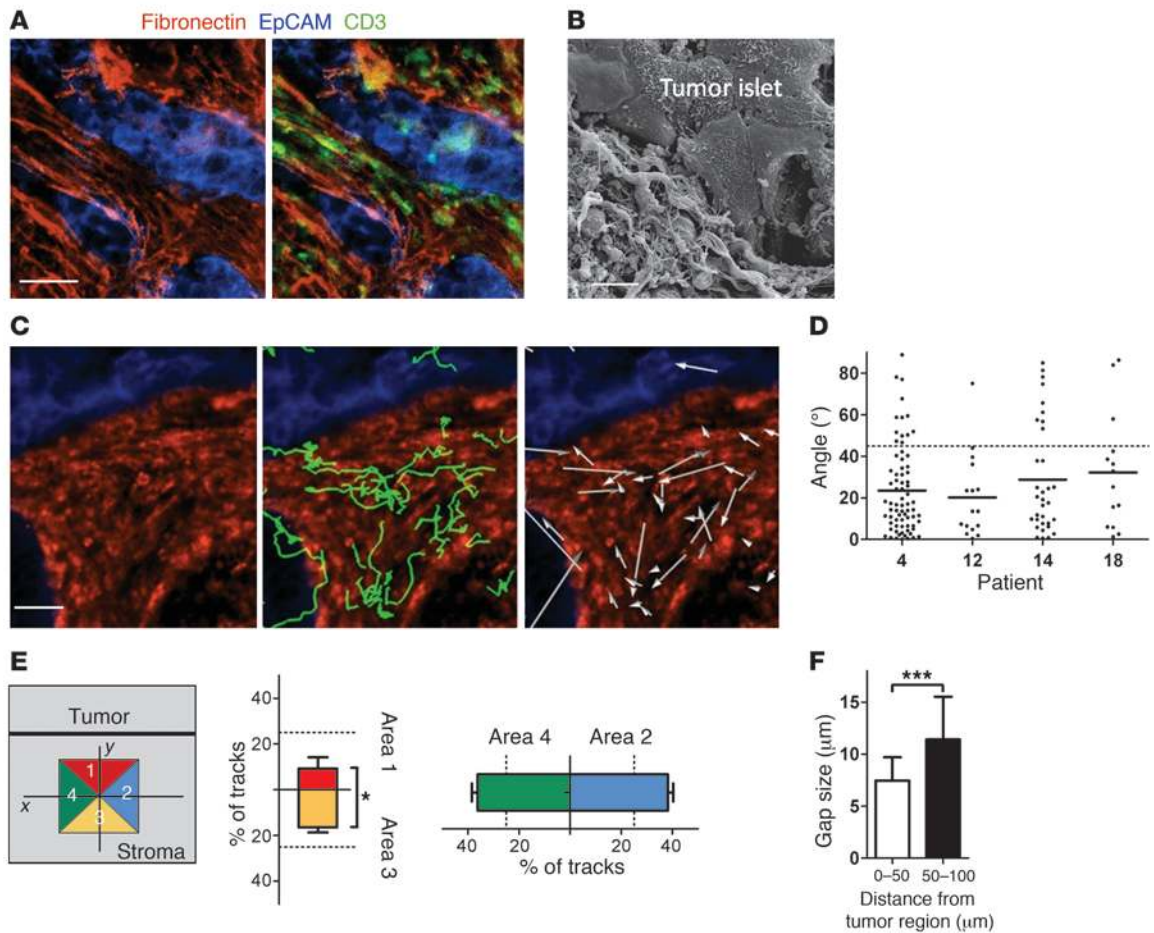 A
Fibronectin EpCAM CD3
B
Tumor islet
C
D
Angle (°)
80
60
40
20
0
4 12 14 18
Patient
E
Tumor
y
1
4 2
x
3
Stroma
% of tracks
40
20
20
40
Area 1
*
Area 3
Area 4 Area 2
40 20 20 40
% of tracks
F
***
Gap size (μm)
15
10
5
0
0–50 50–100
Distance from
tumor region (μm)